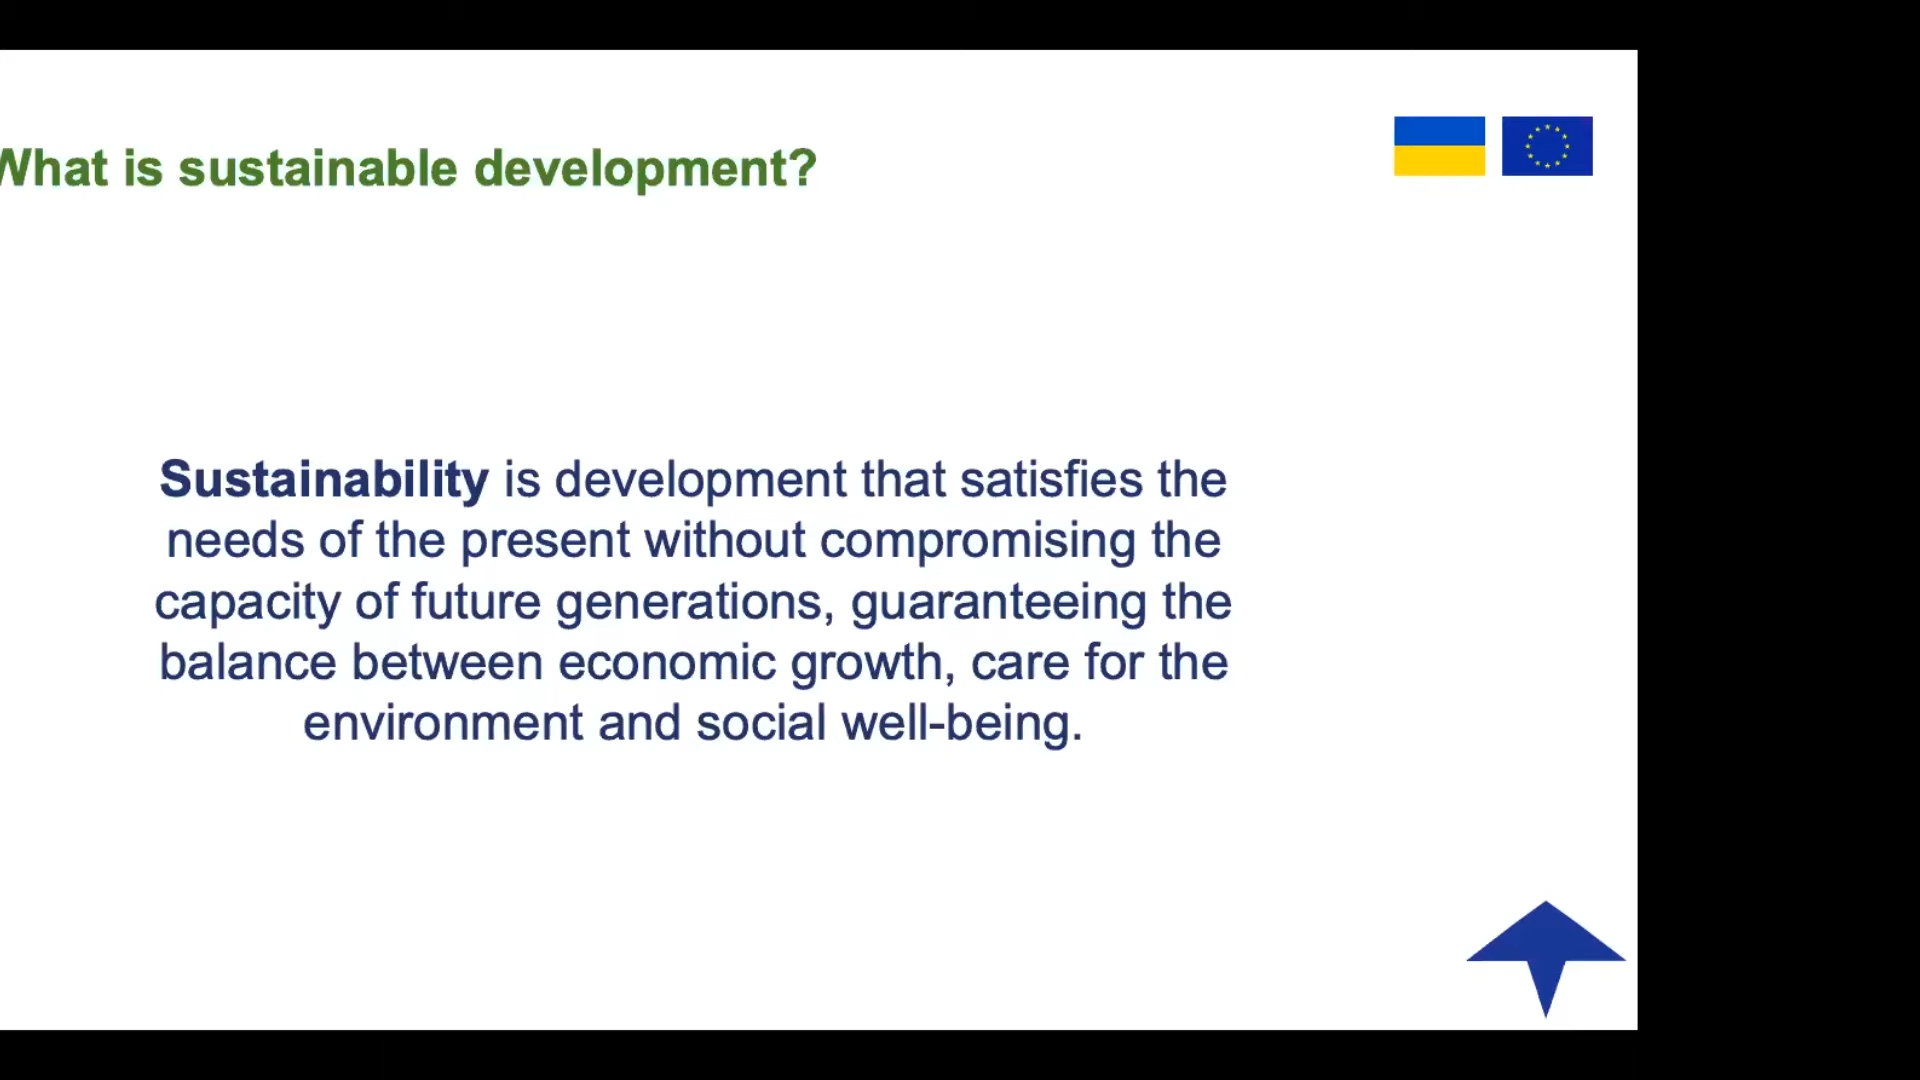 What is sustainable development?
Sustainability is development that satisfies the
needs of the present without compromising the
capacity of future generations, guaranteeing the
balance between economic growth, care for the
environment and social well-being.